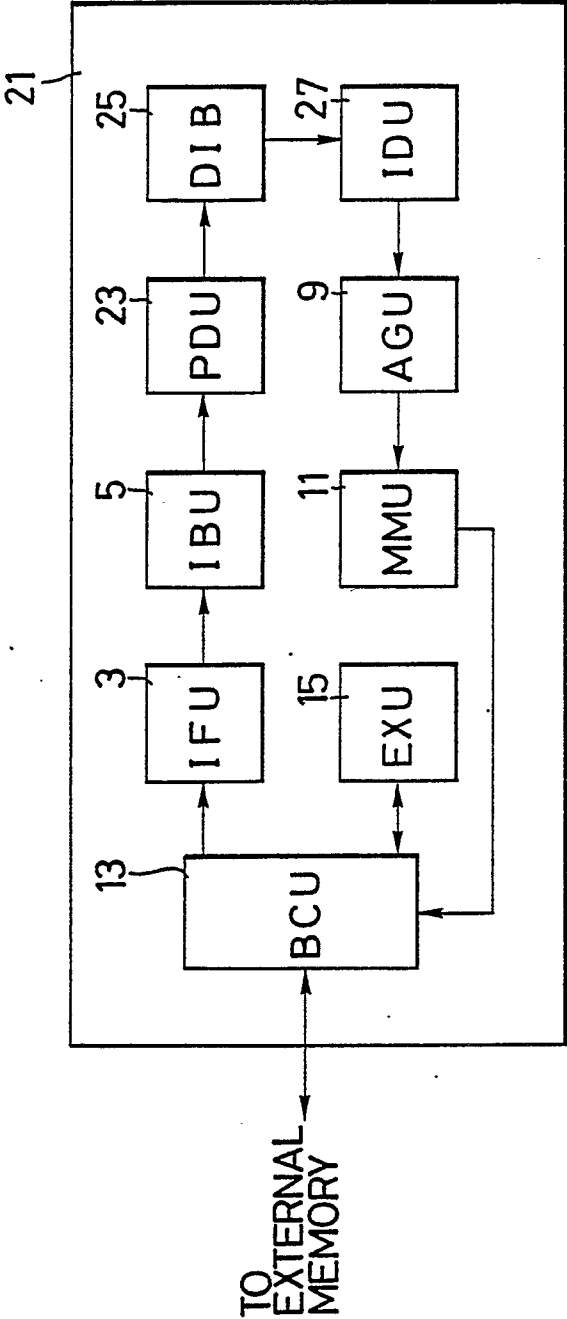 21
25
DIB
27
IDU
23
PDU
9
AGU
5
IBU
11
MMU
3
IFU
15
EXU
13
BCU
TO
EXTERNAL
MEMORY